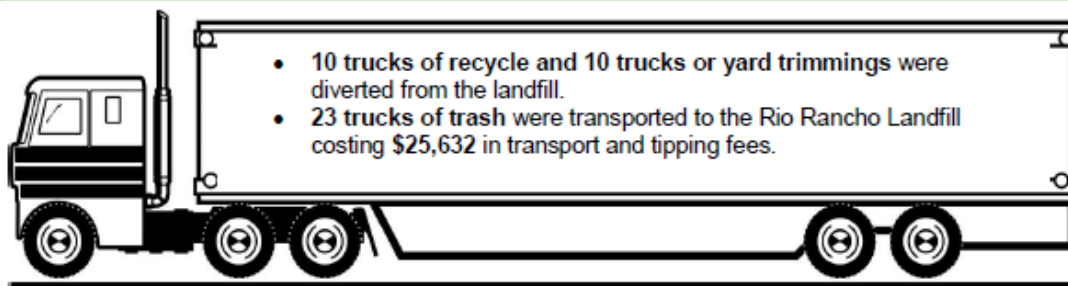 • 10 trucks of recycle and 10 trucks or yard trimmings were
diverted from the landfill.
• 23 trucks of trash were transported to the Rio Rancho Landfill
costing $25,632 in transport and tipping fees.